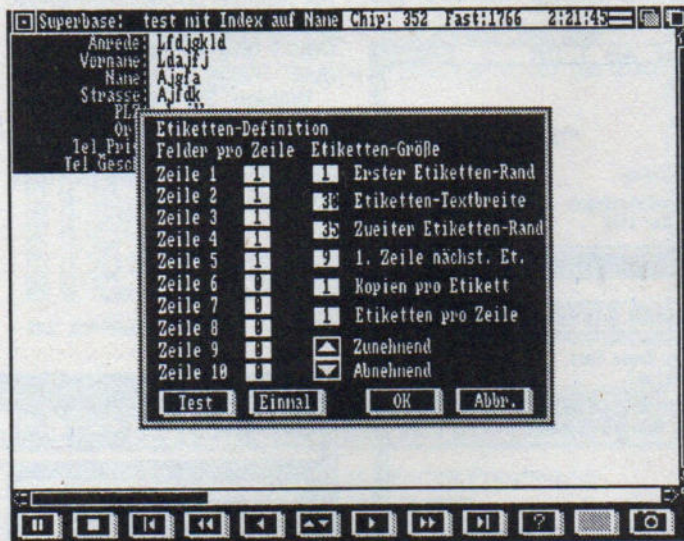 Superbase: test mit Index auf Name Chip: 352 Fast:1766 2:21:45
Anrede: Lfdjgkld
Vorname: Ldajfj
Name: Ajgfa
Strasse: Ajfdk
PLZ
Or
Tel Priv
Tel Gesch
Etiketten-Definition
Felder pro Zeile Etiketten-Größe
Zeile 1 1 1 Erster Etiketten-Rand
Zeile 2 1 30 Etiketten-Textbreite
Zeile 3 1 35 Zweiter Etiketten-Rand
Zeile 4 1 9 1. Zeile nächst. Et.
Zeile 5 1 1 Kopien pro Etikett
Zeile 6 0 1 Etiketten pro Zeile
Zeile 7 0
Zeile 8 0
Zeile 9 0 Zunehmend
Zeile 10 0 Abnehmend
Test Einmal OK Abbr.
?